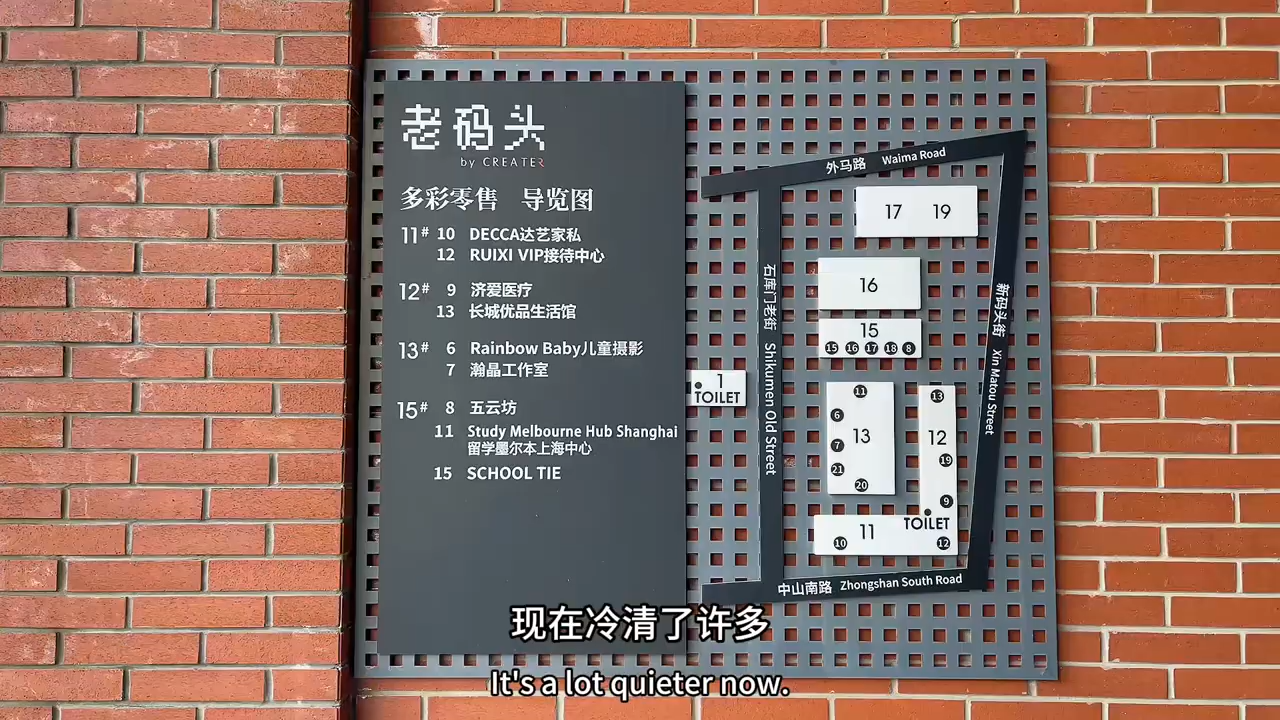 老码头
by CREATER
多彩零售 导览图
11# 10 DECCA达艺家私
12 RUIXI VIP接待中心
12# 9 济爱医疗
13 长城优品生活馆
13# 6 Rainbow Baby儿童摄影
7 瀚晶工作室
15# 8 五云坊
11 Study Melbourne Hub Shanghai
留学墨尔本上海中心
15 SCHOOL TIE
外马路 Waima Road
17 19
16
15
15 16 17 18 8
石库门老街 Shikumen Old Street
新码头街 Xin Matou Street
1
TOILET
11
6
13
7
21
20
13
12
19
9
TOILET
11
10
12
中山南路 Zhongshan South Road
现在冷清了许多
It's a lot quieter now.